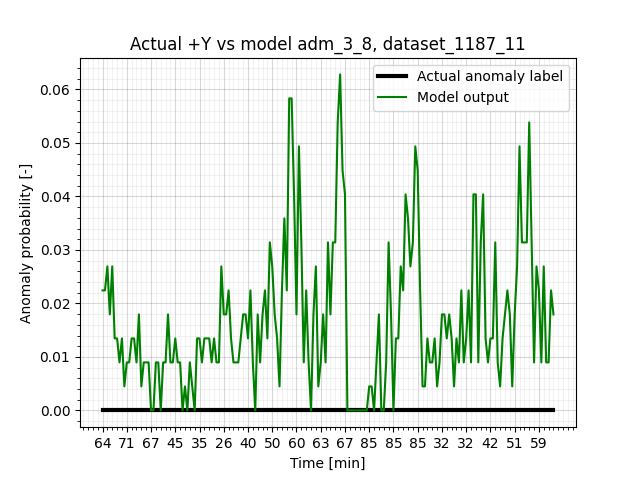 Actual +Y vs model adm_3_8, dataset_1187_11
Actual anomaly label
Model output
Anomaly probability [-]
0.06
0.05
0.04
0.03
0.02
0.01
0.00
64 71 67 45 35 26 40 50 60 63 67 85 85 85 32 32 42 51 59
Time [min]